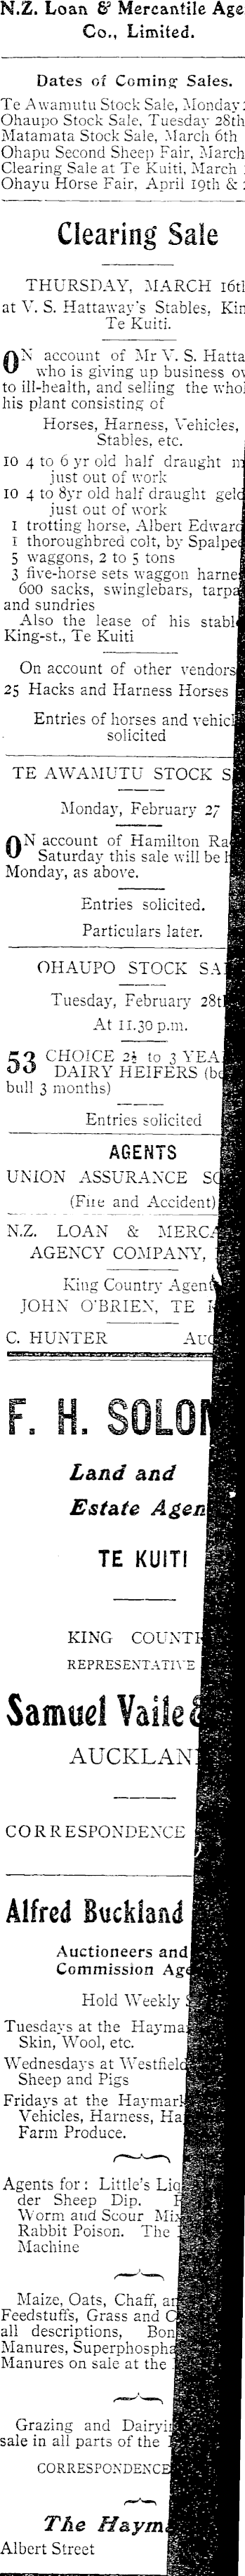 N.Z. Loan & Mercantile Age
Co., Limited.
Dates of Coming Sales.
Te Awamutu Stock Sale, Monday
Ohaupo Stock Sale, Tuesday 28th
Matamata Stock Sale, March 6th
Ohapu Second Sheep Fair, March
Clearing Sale at Te Kuiti, March
Ohayu Horse Fair, April 19th &
Clearing Sale
THURSDAY, MARCH 16th
at V. S. Hattaway's Stables, Kin
Te Kuiti.
ON account of Mr V. S. Hatta
who is giving up business ow
to ill-health, and selling the whol
his plant consisting of
Horses, Harness, Vehicles,
Stables, etc.
10 4 to 6 yr old half draught m
just out of work
10 4 to 8yr old half draught geld
just out of work
1 trotting horse, Albert Edward
1 thoroughbred colt, by Spalpee
5 waggons, 2 to 5 tons
3 five-horse sets waggon harne
600 sacks, swinglebars, tarpa
and sundries
Also the lease of his stabl
King-st., Te Kuiti
On account of other vendors
25 Hacks and Harness Horses
Entries of horses and vehicl
solicited
TE AWAMUTU STOCK S
Monday, February 27
ON account of Hamilton Ra
Saturday this sale will be h
Monday, as above.
Entries solicited.
Particulars later.
OHAUPO STOCK SA
Tuesday, February 28t
At 11.30 p.m.
53 CHOICE 2½ to 3 YEA
DAIRY HEIFERS (be
bull 3 months)
Entries solicited
AGENTS
UNION ASSURANCE SO
(Fire and Accident)
N.Z. LOAN & MERCA
AGENCY COMPANY,
King Country Agent
JOHN O'BRIEN, TE K
C. HUNTER Auc
F. H. SOLOM
Land and
Estate Agen
TE KUITI
KING COUNTR
REPRESENTATIVE
Samuel Vaile &
AUCKLAN
CORRESPONDENCE
Alfred Buckland
Auctioneers and
Commission Age
Hold Weekly S
Tuesdays at the Hayma
Skin, Wool, etc.
Wednesdays at Westfield
Sheep and Pigs
Fridays at the Haymark
Vehicles, Harness, Ha
Farm Produce.
Agents for: Little's Liq
der Sheep Dip.
Worm and Scour Mix
Rabbit Poison. The
Machine
Maize, Oats, Chaff, an
Feedstuffs, Grass and C
all descriptions, Bon
Manures, Superphospha
Manures on sale at the
Grazing and Dairyin
sale in all parts of the
CORRESPONDENCE
The Hayma
Albert Street